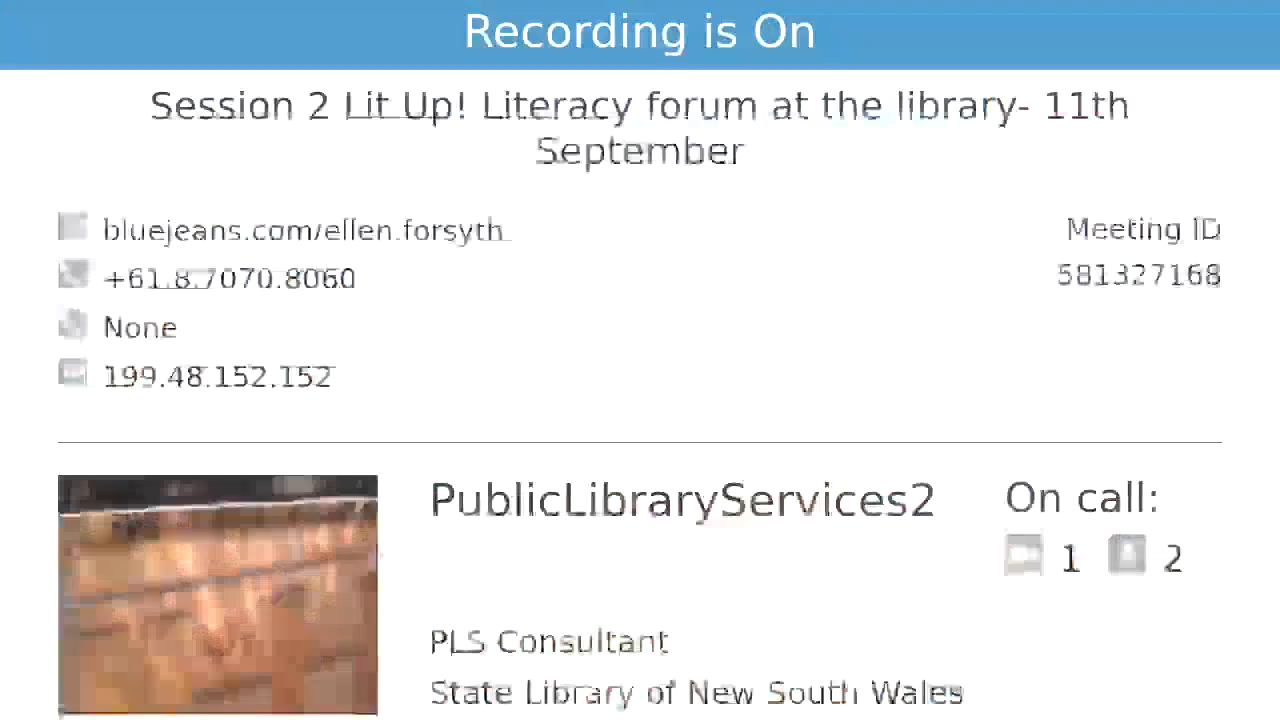 Recording is On
Session 2 Lit Up! Literacy forum at the library- 11th
September
bluejeans.com/ellen.forsyth
Meeting ID
+61.8.7070.8060
581327168
None
199.48.152.152
PublicLibraryServices2
On call:
1 2
PLS Consultant
State Library of New South Wales